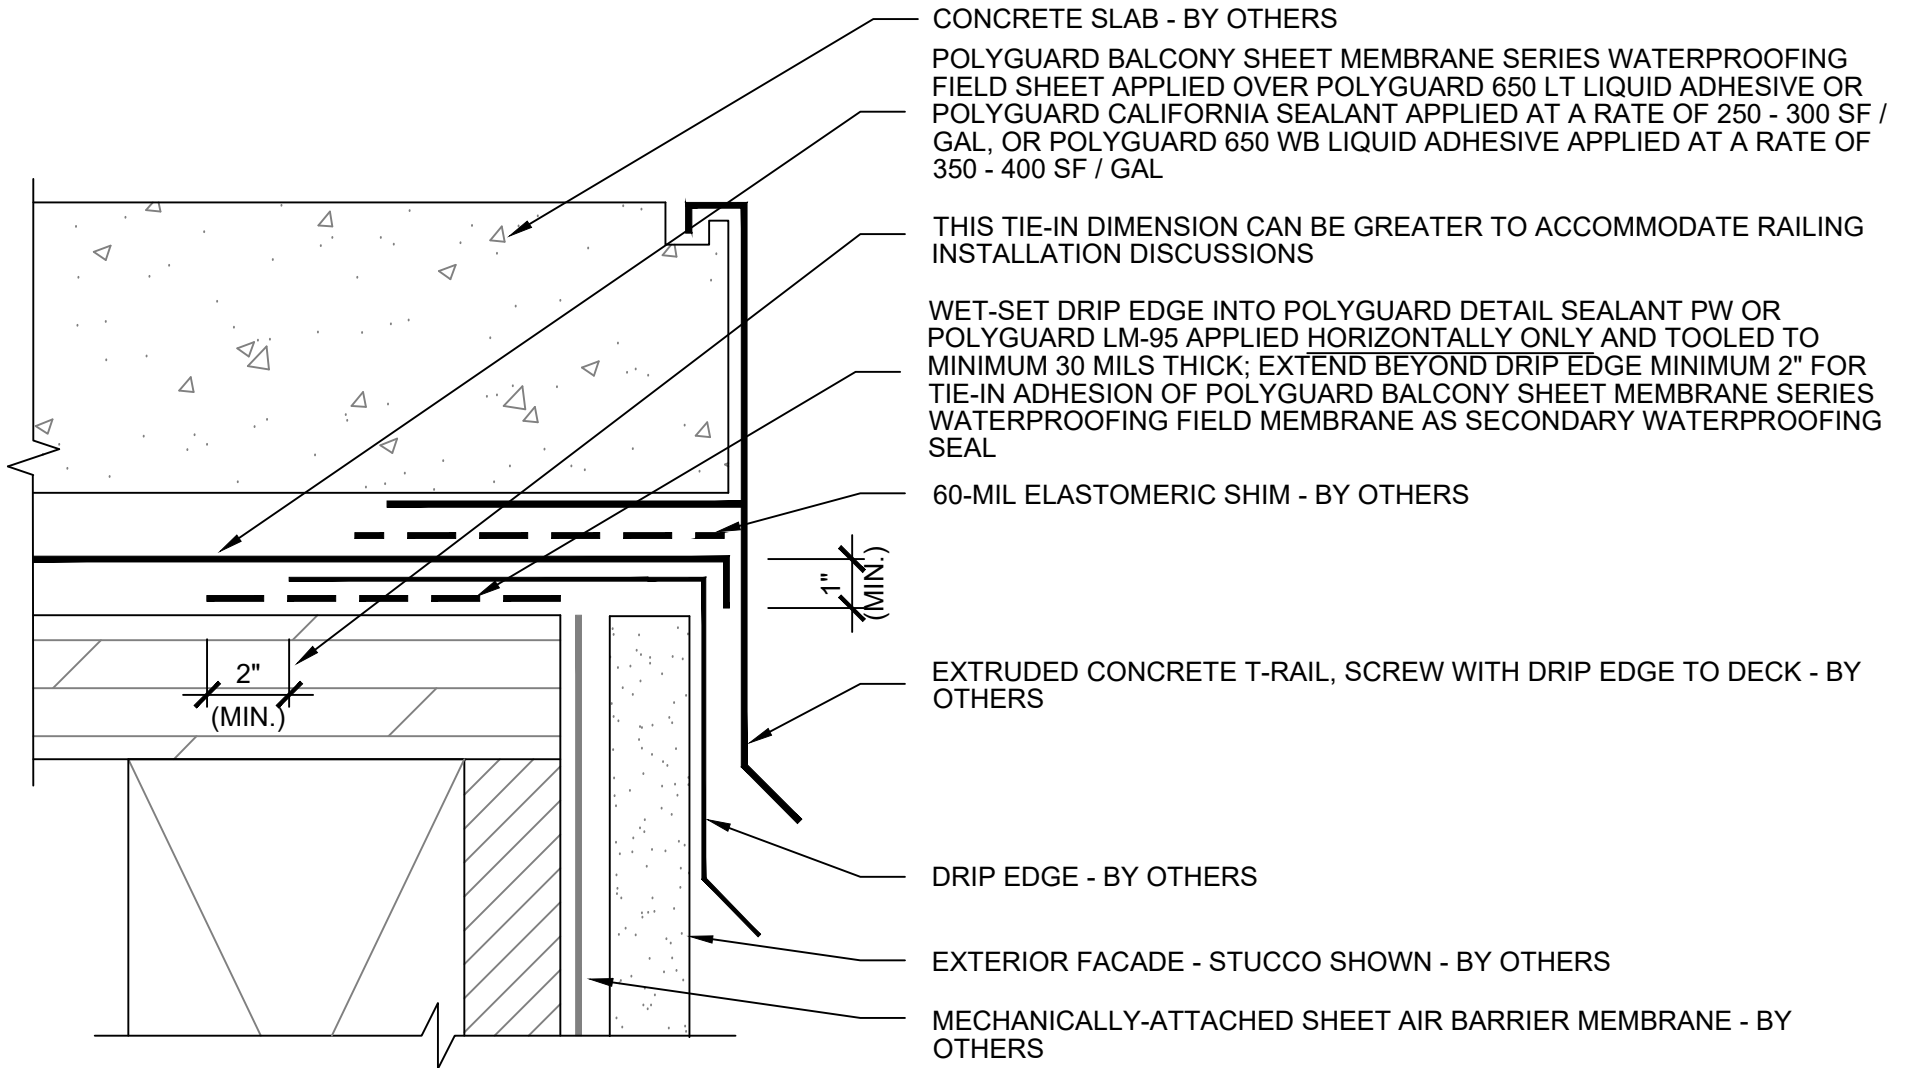 CONCRETE SLAB - BY OTHERS
POLYGUARD BALCONY SHEET MEMBRANE SERIES WATERPROOFING
FIELD SHEET APPLIED OVER POLYGUARD 650 LT LIQUID ADHESIVE OR
POLYGUARD CALIFORNIA SEALANT APPLIED AT A RATE OF 250 - 300 SF /
GAL, OR POLYGUARD 650 WB LIQUID ADHESIVE APPLIED AT A RATE OF
350 - 400 SF / GAL
THIS TIE-IN DIMENSION CAN BE GREATER TO ACCOMMODATE RAILING
INSTALLATION DISCUSSIONS
WET-SET DRIP EDGE INTO POLYGUARD DETAIL SEALANT PW OR
POLYGUARD LM-95 APPLIED HORIZONTALLY ONLY AND TOOLED TO
MINIMUM 30 MILS THICK; EXTEND BEYOND DRIP EDGE MINIMUM 2" FOR
TIE-IN ADHESION OF POLYGUARD BALCONY SHEET MEMBRANE SERIES
WATERPROOFING FIELD MEMBRANE AS SECONDARY WATERPROOFING
SEAL
60-MIL ELASTOMERIC SHIM - BY OTHERS
1"
(MIN.)
2"
(MIN.)
EXTRUDED CONCRETE T-RAIL, SCREW WITH DRIP EDGE TO DECK - BY
OTHERS
DRIP EDGE - BY OTHERS
EXTERIOR FACADE - STUCCO SHOWN - BY OTHERS
MECHANICALLY-ATTACHED SHEET AIR BARRIER MEMBRANE - BY
OTHERS